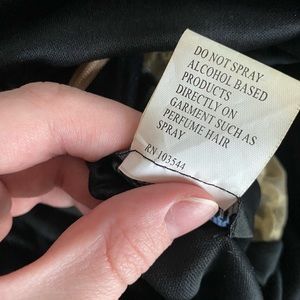 DO NOT SPRAY
ALCOHOL BASED
PRODUCTS
DIRECTLY ON
GARMENT SUCH AS
PERFUME HAIR
SPRAY
RN 103544